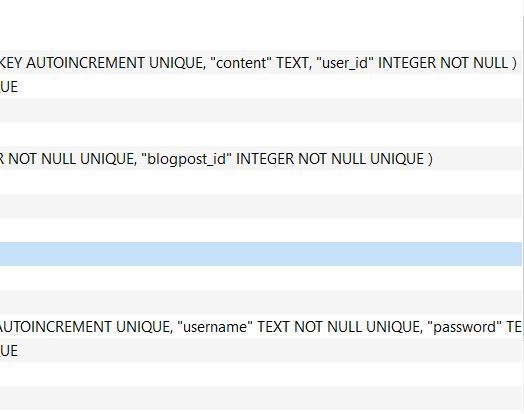 KEY AUTOINCREMENT UNIQUE, "content" TEXT, "user_id" INTEGER NOT NULL )
UE
R NOT NULL UNIQUE, "blogpost_id" INTEGER NOT NULL UNIQUE )
AUTOINCREMENT UNIQUE, "username" TEXT NOT NULL UNIQUE, "password" TE
UE